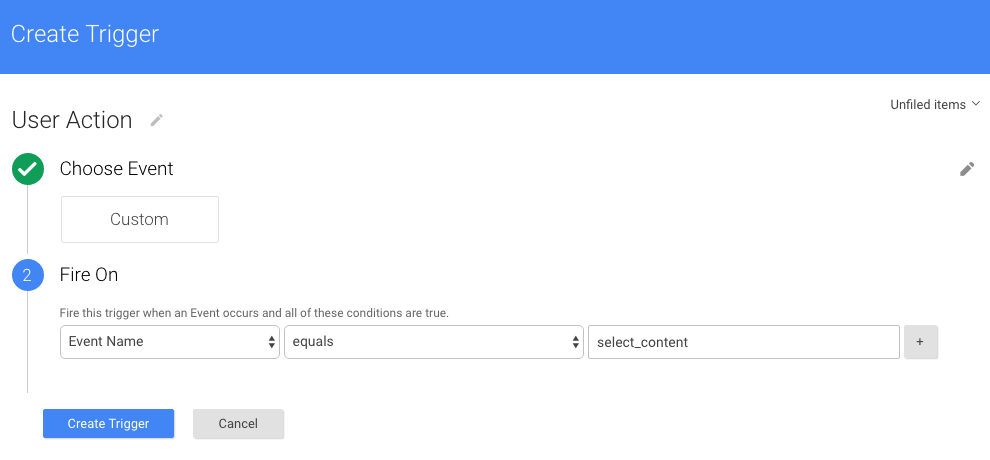 Create Trigger
Unfiled items
User Action
Choose Event
Custom
2 Fire On
Fire this trigger when an Event occurs and all of these conditions are true.
Event Name equals select_content +
Create Trigger Cancel